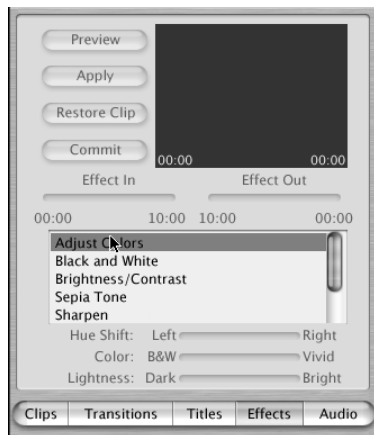 Preview
Apply
Restore Clip
Commit
00:00 00:00
Effect In Effect Out
00:00 10:00 10:00 00:00
Adjust Colors
Black and White
Brightness/Contrast
Sepia Tone
Sharpen
Hue Shift: Left Right
Color: B&W Vivid
Lightness: Dark Bright
Clips Transitions Titles Effects Audio